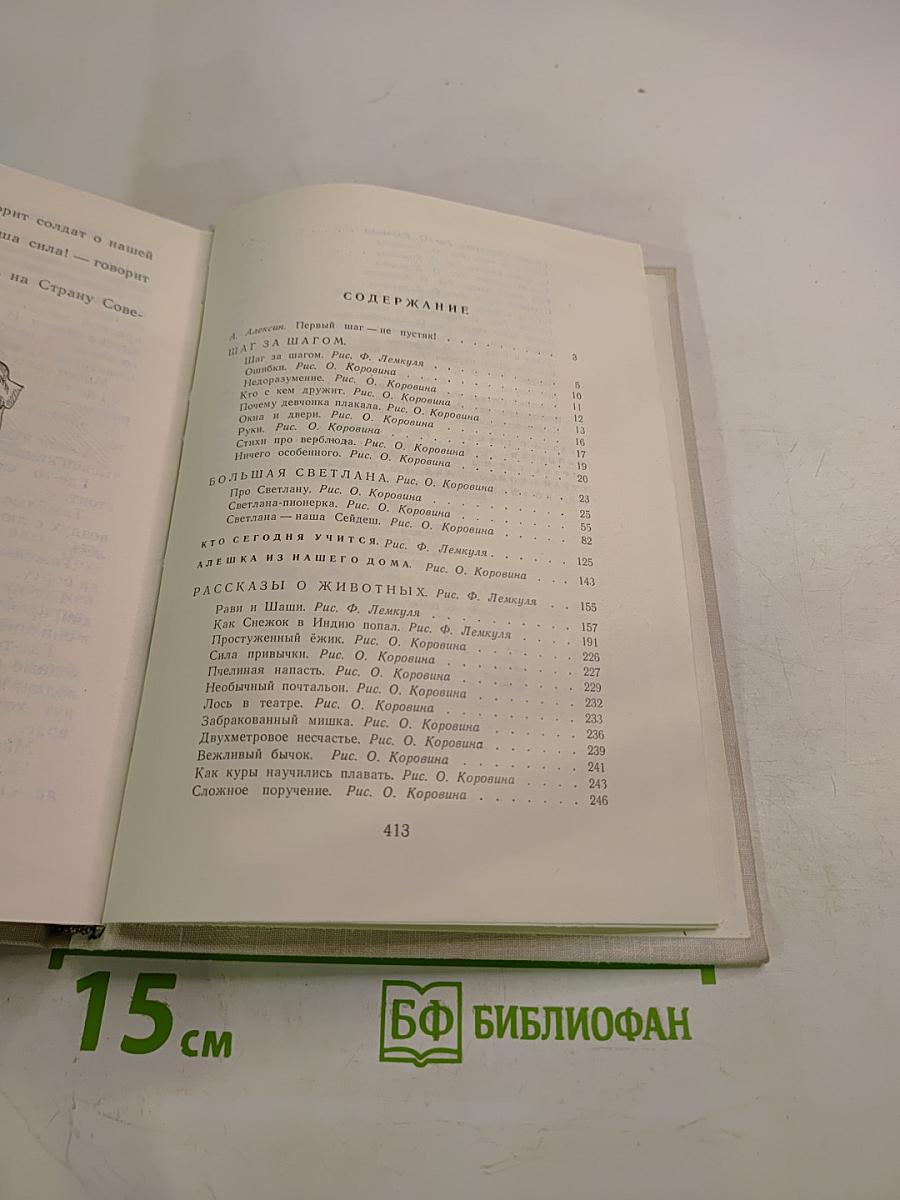 орит солдат о нашей
ша сила! — говорит
на Страну Сове-
СОДЕРЖАНИЕ
А. Алексин. Первый шаг — не пустяк! . . . . . . . . . 3
ШАГ ЗА ШАГОМ.
Шаг за шагом. Рис. Ф. Лемкуля . . . . . . . . . 5
Ошибки. Рис. О. Коровина . . . . . . . . . 10
Недоразумение. Рис. О. Коровина . . . . . . . . . 11
Кто с кем дружит. Рис. О. Коровина . . . . . . . . . 12
Почему девчонка плакала. Рис. О. Коровина . . . . . . . . . 13
Окна и двери. Рис. О. Коровина . . . . . . . . . 16
Руки. Рис. О. Коровина . . . . . . . . . 17
Стихи про верблюда. Рис. О. Коровина . . . . . . . . . 19
Ничего особенного. Рис. О. Коровина . . . . . . . . . 20
БОЛЬШАЯ СВЕТЛАНА. Рис. О. Коровина . . . . . 23
Про Светлану. Рис. О. Коровина . . . . . . . . . 25
Светлана-пионерка. Рис. О. Коровина . . . . . . . . . 55
Светлана — наша Сейдеш. Рис. О. Коровина . . . . . . . 82
КТО СЕГОДНЯ УЧИТСЯ. Рис. Ф. Лемкуля . . . . . 125
АЛЕШКА ИЗ НАШЕГО ДОМА. Рис. О. Коровина . . . 143
РАССКАЗЫ О ЖИВОТНЫХ. Рис. Ф. Лемкуля . . 155
Рави и Шаши. Рис. Ф. Лемкуля . . . . . . . . . 157
Как Снежок в Индию попал. Рис. Ф. Лемкуля . . . . . 191
Простуженный ёжик. Рис. О. Коровина . . . . . . . 226
Сила привычки. Рис. О. Коровина . . . . . . . . . 227
Пчелиная напасть. Рис. О. Коровина . . . . . . . . 229
Необычный почтальон. Рис. О. Коровина . . . . . . . 232
Лось в театре. Рис. О. Коровина . . . . . . . . . 233
Забракованный мишка. Рис. О. Коровина . . . . . . 236
Двухметровое несчастье. Рис. О. Коровина . . . . . . 239
Вежливый бычок. Рис. О. Коровина . . . . . . . . 241
Как куры научились плавать. Рис. О. Коровина . . . . 243
Сложное поручение. Рис. О. Коровина . . . . . . . 246
413
15 см
БФ БИБЛИОФАН